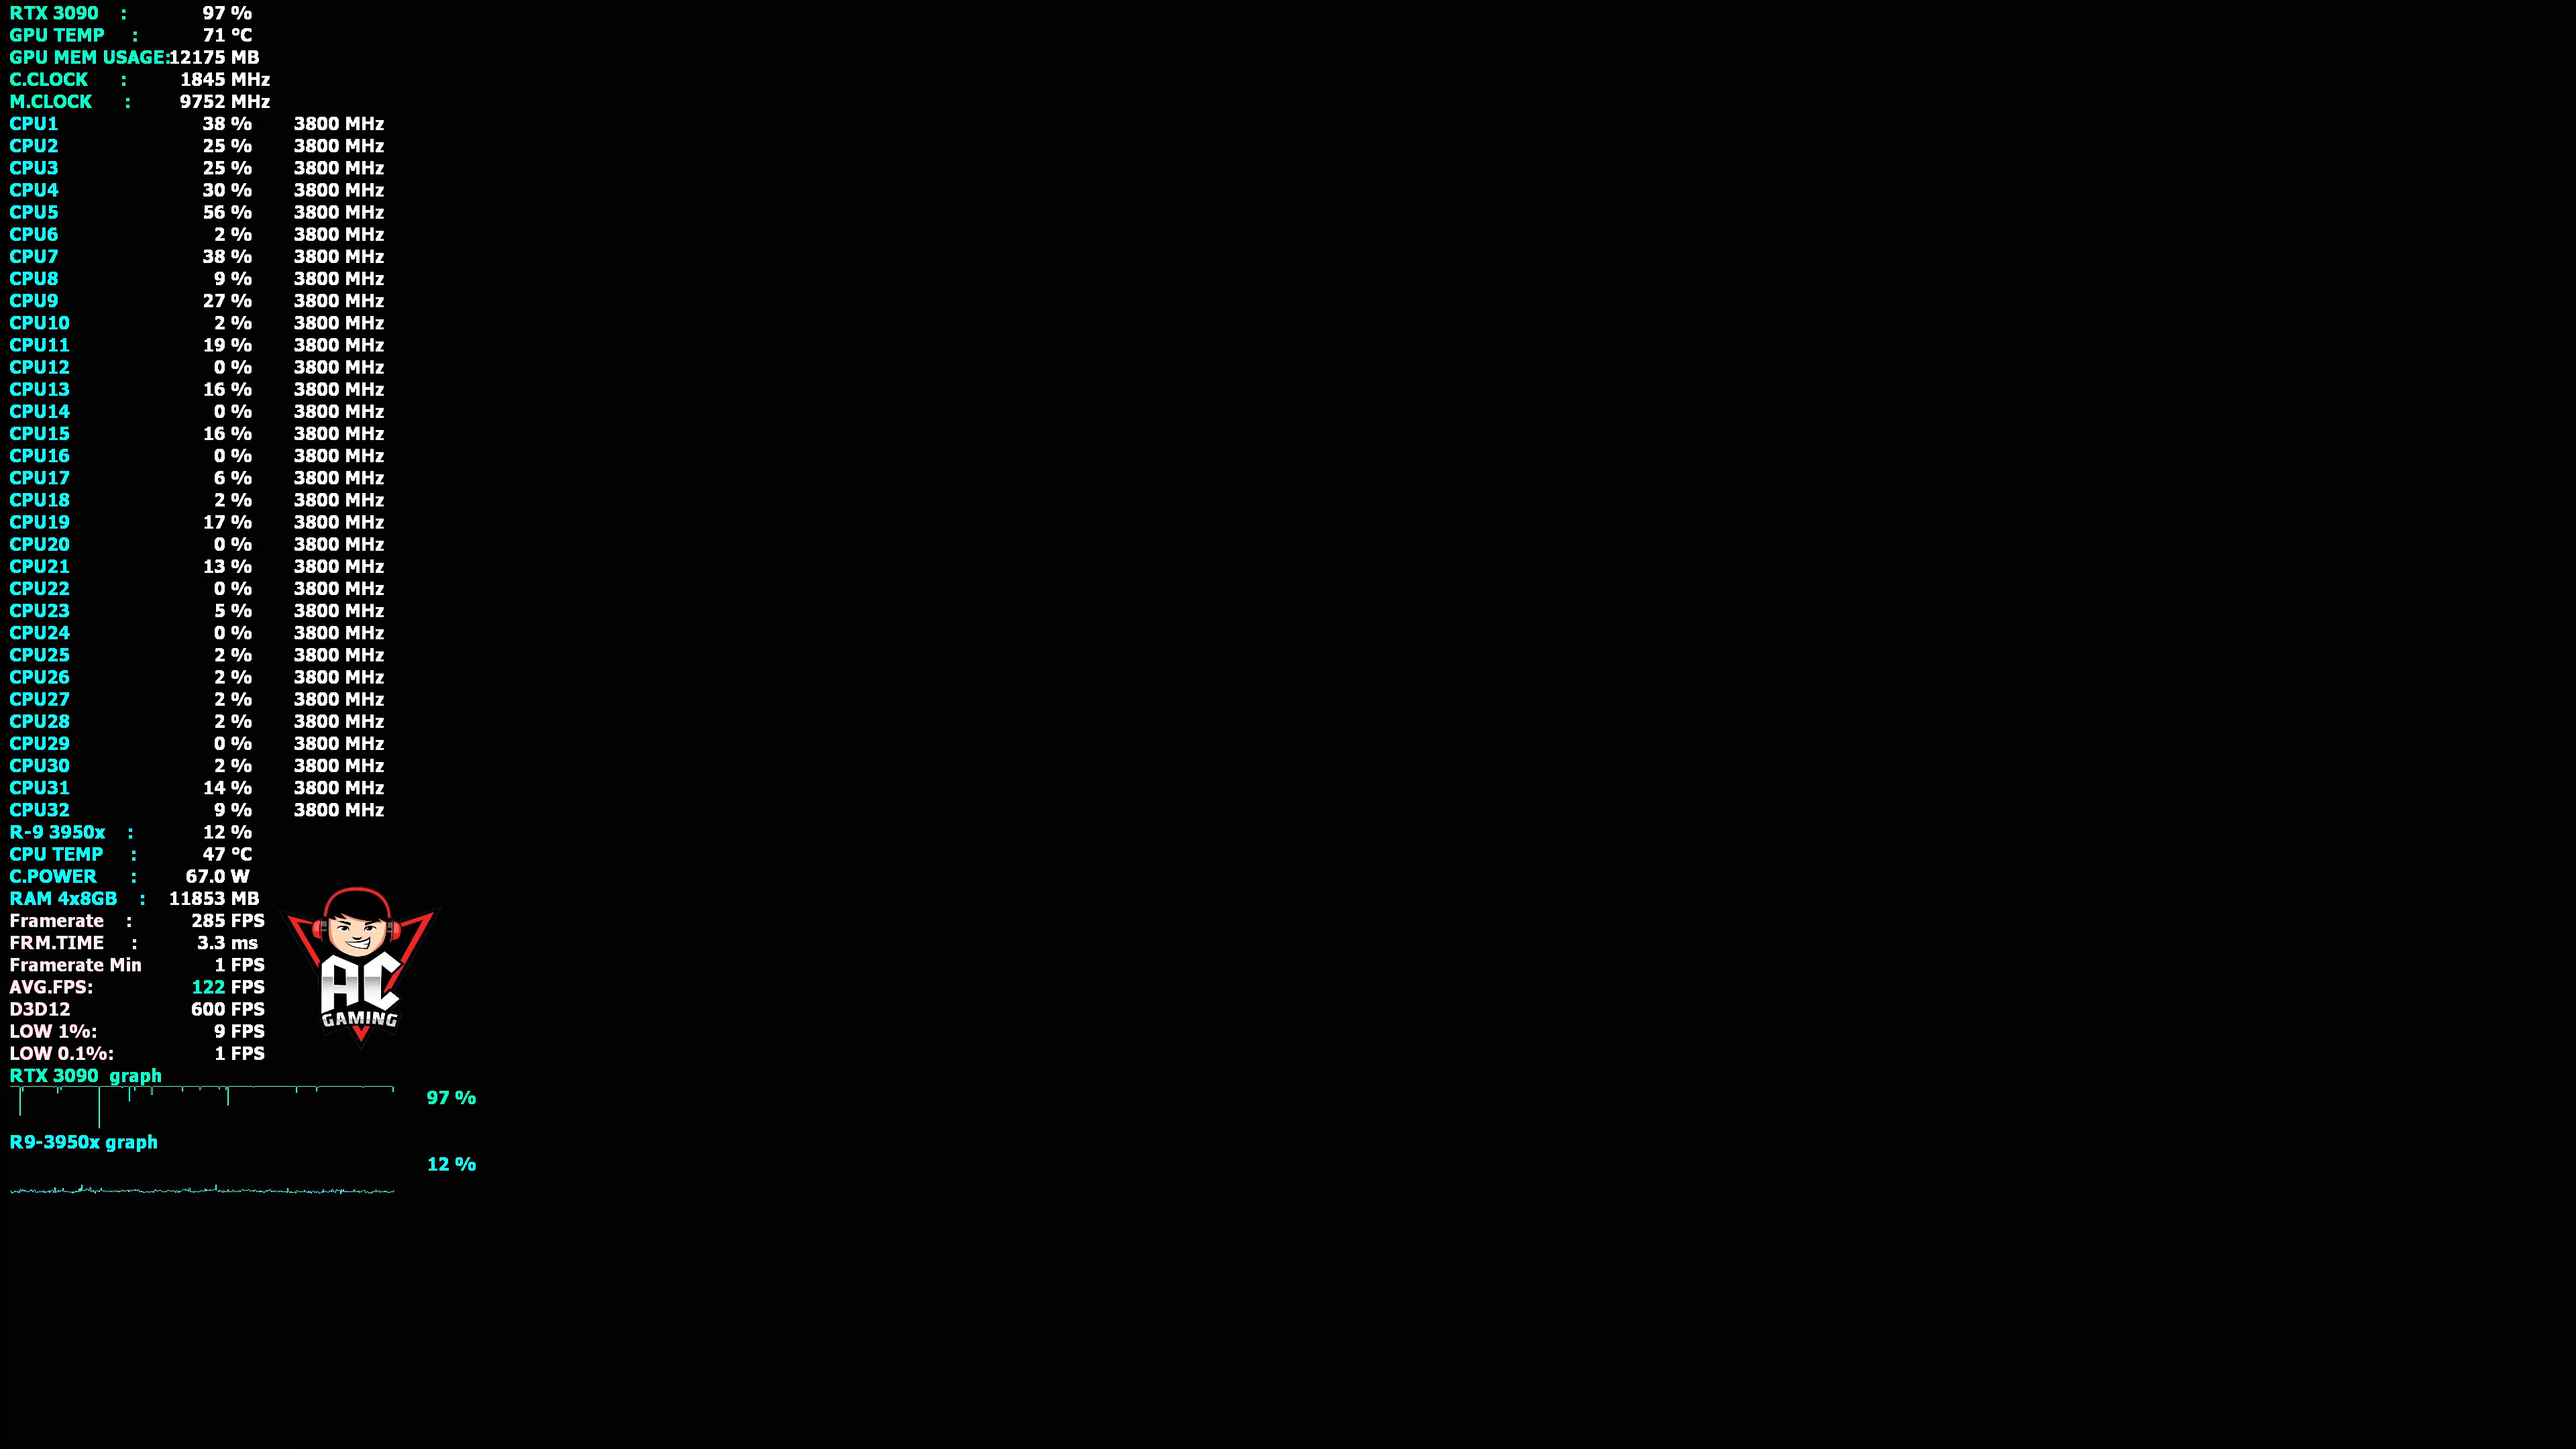 RTX 3090 : 97 %
GPU TEMP : 71 °C
GPU MEM USAGE:12175 MB
C.CLOCK : 1845 MHz
M.CLOCK : 9752 MHz
CPU1 38 % 3800 MHz
CPU2 25 % 3800 MHz
CPU3 25 % 3800 MHz
CPU4 30 % 3800 MHz
CPU5 56 % 3800 MHz
CPU6 2 % 3800 MHz
CPU7 38 % 3800 MHz
CPU8 9 % 3800 MHz
CPU9 27 % 3800 MHz
CPU10 2 % 3800 MHz
CPU11 19 % 3800 MHz
CPU12 0 % 3800 MHz
CPU13 16 % 3800 MHz
CPU14 0 % 3800 MHz
CPU15 16 % 3800 MHz
CPU16 0 % 3800 MHz
CPU17 6 % 3800 MHz
CPU18 2 % 3800 MHz
CPU19 17 % 3800 MHz
CPU20 0 % 3800 MHz
CPU21 13 % 3800 MHz
CPU22 0 % 3800 MHz
CPU23 5 % 3800 MHz
CPU24 0 % 3800 MHz
CPU25 2 % 3800 MHz
CPU26 2 % 3800 MHz
CPU27 2 % 3800 MHz
CPU28 2 % 3800 MHz
CPU29 0 % 3800 MHz
CPU30 2 % 3800 MHz
CPU31 14 % 3800 MHz
CPU32 9 % 3800 MHz
R-9 3950x : 12 %
CPU TEMP : 47 °C
C.POWER : 67.0 W
RAM 4x8GB : 11853 MB
Framerate : 285 FPS
FRM.TIME : 3.3 ms
Framerate Min 1 FPS
AVG.FPS: 122 FPS
D3D12 600 FPS
LOW 1%: 9 FPS
LOW 0.1%: 1 FPS
AC
GAMING
RTX 3090 graph
97 %
R9-3950x graph
12 %